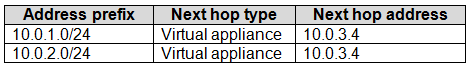 Address prefix Next hop type Next hop address
10.0.1.0/24 Virtual appliance 10.0.3.4
10.0.2.0/24 Virtual appliance 10.0.3.4